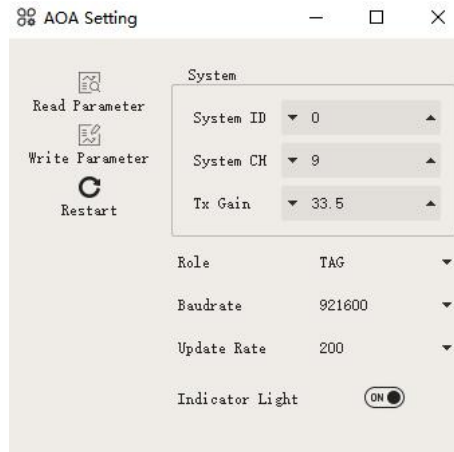 AOA Setting
Read Parameter
Write Parameter
Restart
System
System ID 0
System CH 9
Tx Gain 33.5
Role TAG
Baudrate 921600
Update Rate 200
Indicator Light ON